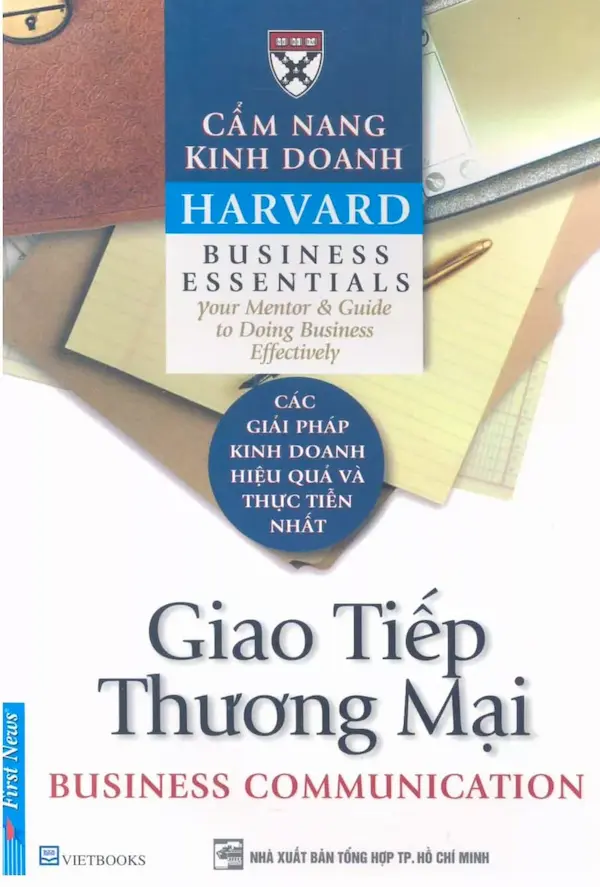 CẨM NANG
KINH DOANH
HARVARD
BUSINESS
ESSENTIALS
your Mentor & Guide
to Doing Business
Effectively
CÁC
GIẢI PHÁP
KINH DOANH
HIỆU QUẢ VÀ
THỰC TIỄN
NHẤT
Giao Tiếp
Thương Mại
BUSINESS COMMUNICATION
First News
VIETBOOKS
NHÀ XUẤT BẢN TỔNG HỢP TP. HỒ CHÍ MINH